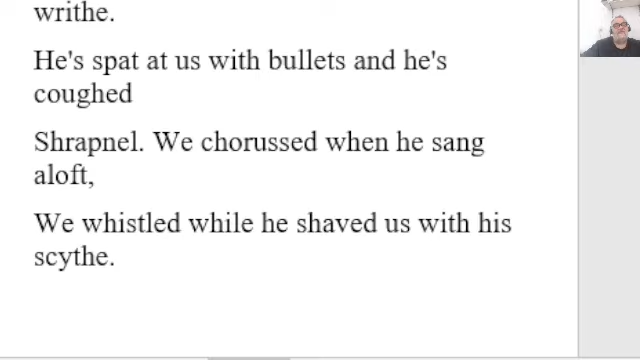 writhe.
He's spat at us with bullets and he's
coughed
Shrapnel. We chorussed when he sang
aloft,
We whistled while he shaved us with his
scythe.